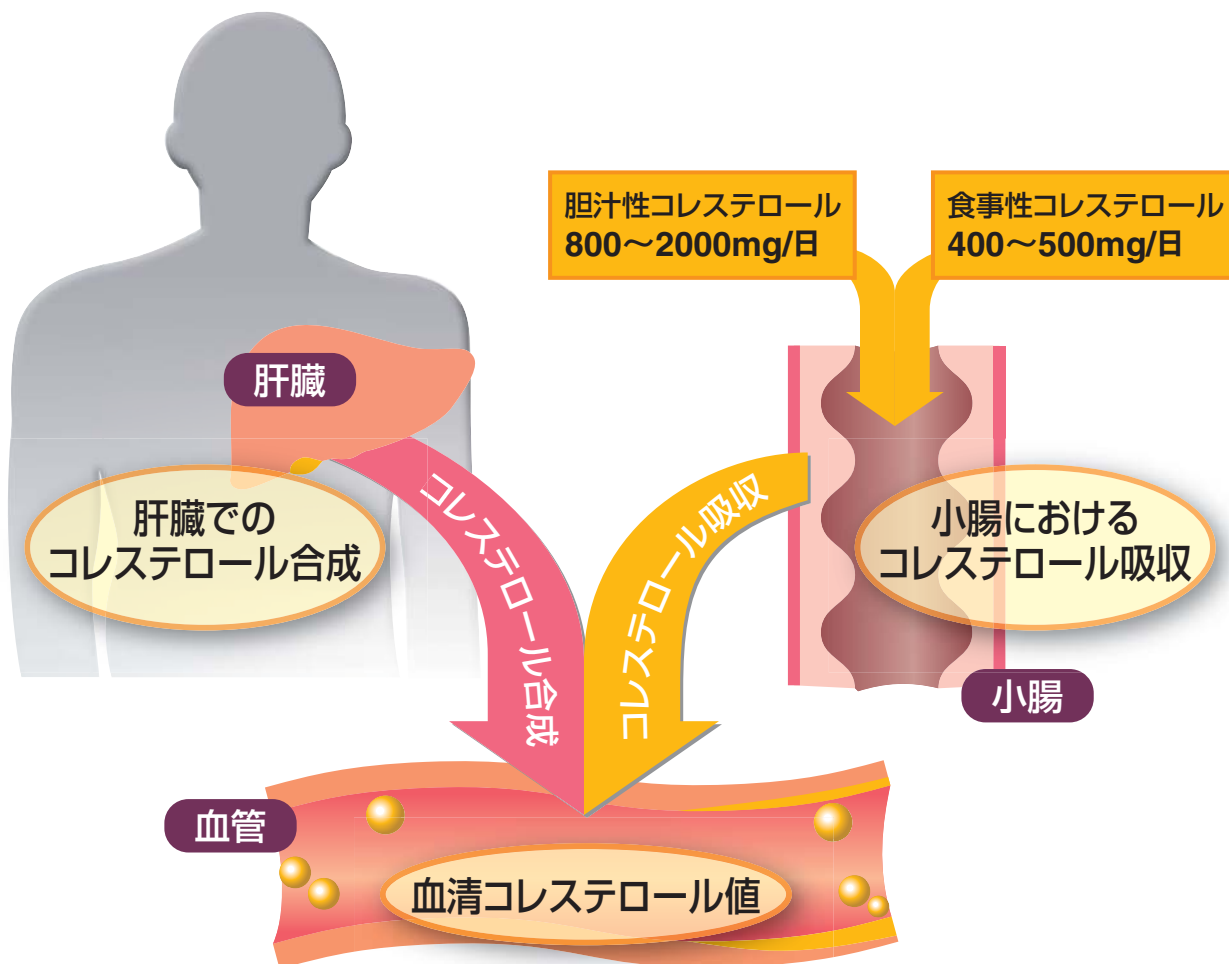 胆汁性コレステロール
800〜2000mg/日
食事性コレステロール
400〜500mg/日
肝臓
肝臓での
コレステロール合成
コレステロール合成
コレステロール吸収
小腸における
コレステロール吸収
小腸
血管
血清コレステロール値